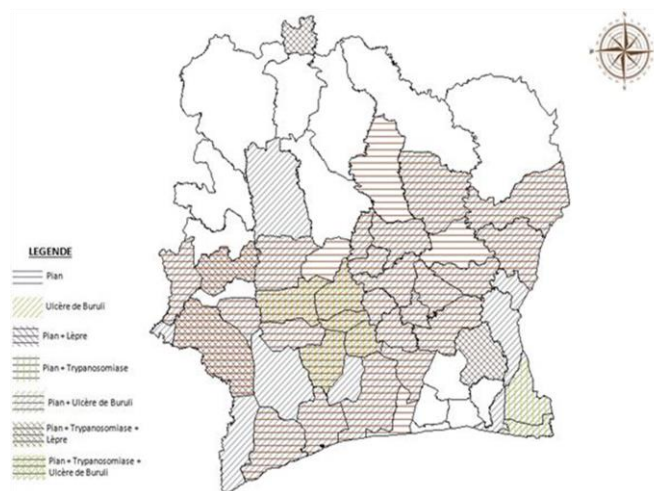 LEGENDE
Pian
Ulcère de Buruli
Pian + Lèpre
Pian + Trypanosomiase
Pian + Ulcère de Buruli
Pian + Trypanosomiase +
Lèpre
Pian + Trypanosomiase +
Ulcère de Buruli